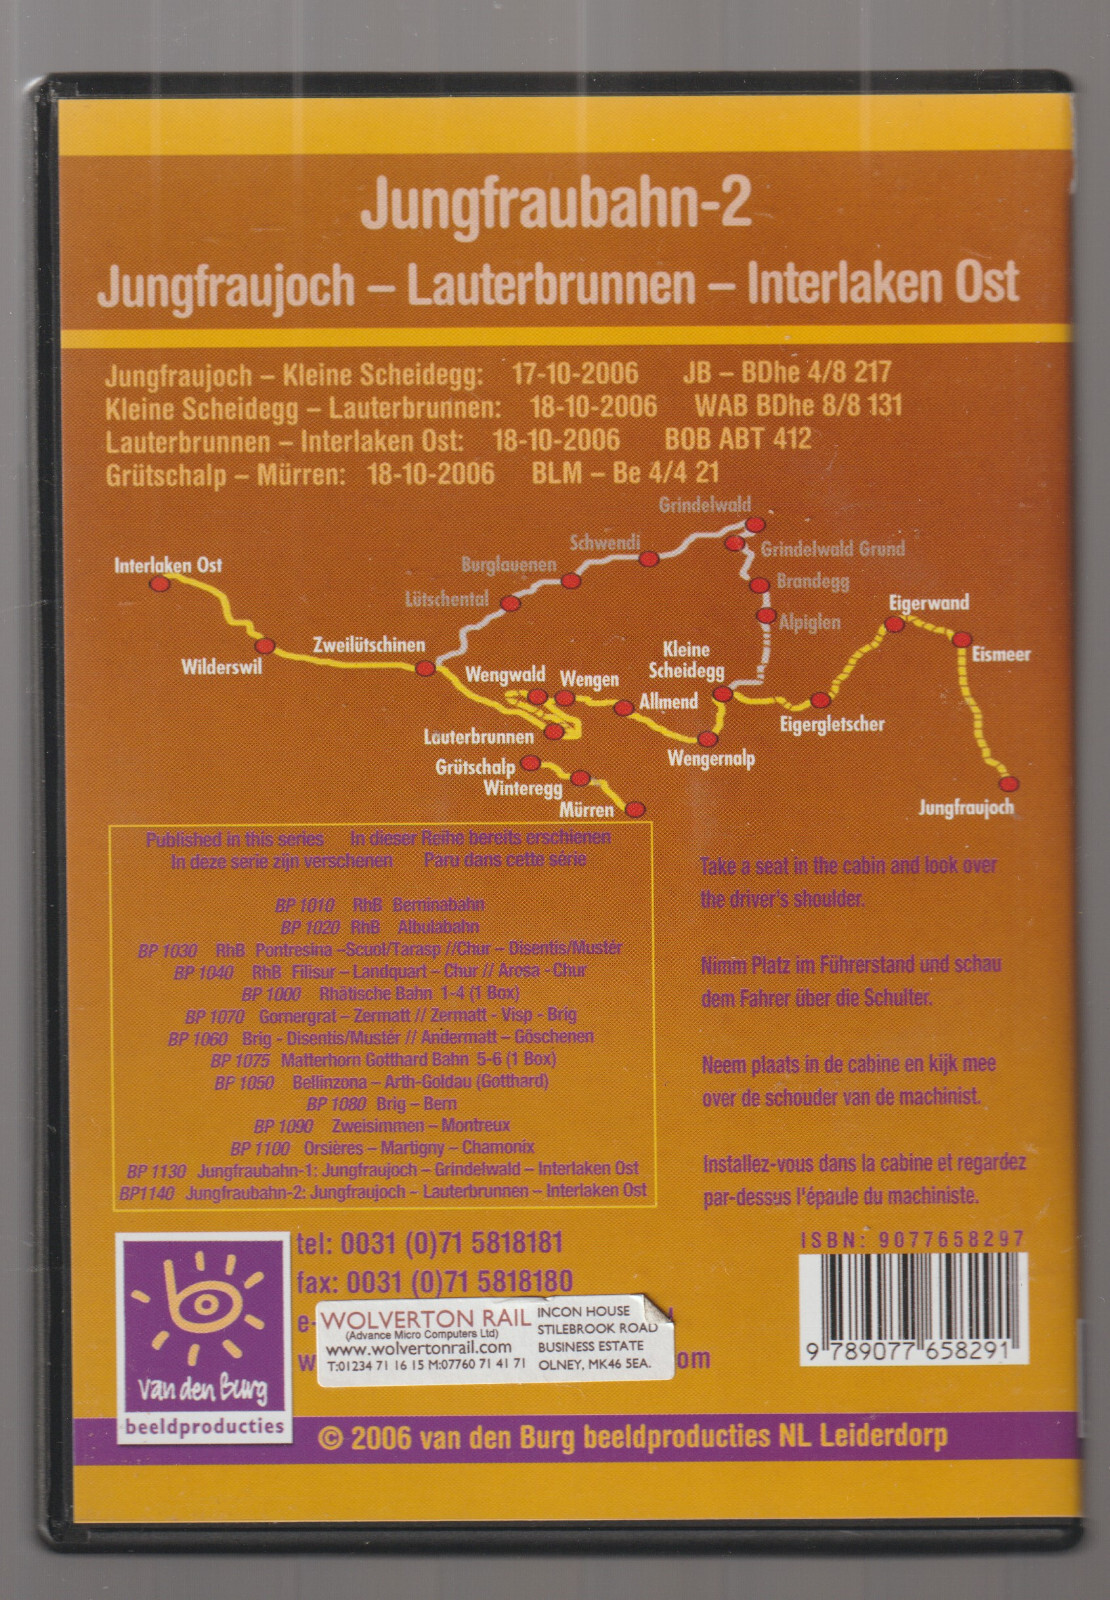 Jungfraubahn-2
Jungfraujoch – Lauterbrunnen – Interlaken Ost
Jungfraujoch – Kleine Scheidegg: 17-10-2006 JB – BDhe 4/8 217
Kleine Scheidegg – Lauterbrunnen: 18-10-2006 WAB BDhe 8/8 131
Lauterbrunnen – Interlaken Ost: 18-10-2006 BOB ABT 412
Grütschalp – Mürren: 18-10-2006 BLM – Be 4/4 21
Grindelwald
Schwendi
Grindelwald Grund
Interlaken Ost
Burglauenen
Brandegg
Lütschental
Eigerwand
Alpiglen
Zweilütschinen
Kleine
Scheidegg
Eismeer
Wilderswil
Wengwald
Wengen
Allmend
Eigergletscher
Lauterbrunnen
Wengernalp
Grütschalp
Winteregg
Mürren
Jungfraujoch
Published in this series In dieser Reihe bereits erschienen
In deze serie zijn verschenen Paru dans cette série
BP 1010 RhB Berninabahn
BP 1020 RhB Albulabahn
BP 1030 RhB Pontresina –Scuol/Tarasp //Chur – Disentis/Mustér
BP 1040 RhB Filisur – Landquart – Chur // Arosa - Chur
BP 1000 Rhätische Bahn 1-4 (1 Box)
BP 1070 Gornergrat – Zermatt // Zermatt - Visp - Brig
BP 1060 Brig - Disentis/Mustér // Andermatt – Göschenen
BP 1075 Matterhorn Gotthard Bahn 5-6 (1 Box)
BP 1050 Bellinzona – Arth-Goldau (Gotthard)
BP 1080 Brig – Bern
BP 1090 Zweisimmen – Montreux
BP 1100 Orsières – Martigny – Chamonix
BP 1130 Jungfraubahn-1: Jungfraujoch – Grindelwald – Interlaken Ost
BP1140 Jungfraubahn-2: Jungfraujoch - Lauterbrunnen – Interlaken Ost
Take a seat in the cabin and look over
the driver's shoulder.
Nimm Platz im Führerstand und schau
dem Fahrer über die Schulter.
Neem plaats in de cabine en kijk mee
over de schouder van de machinist.
Installez-vous dans la cabine et regardez
par-dessus l'épaule du machiniste.
van den Burg
beeldproducties
tel: 0031 (0)71 5818181
fax: 0031 (0)71 5818180
e-
w
om
WOLVERTON RAIL
(Advance Micro Computers Ltd)
www.wolvertonrail.com
T:01234 71 16 15 M:07760 71 41 71
INCON HOUSE
STILEBROOK ROAD
BUSINESS ESTATE
OLNEY, MK46 5EA.
ISBN: 9077658297
9 789077 658291
© 2006 van den Burg beeldproducties NL Leiderdorp